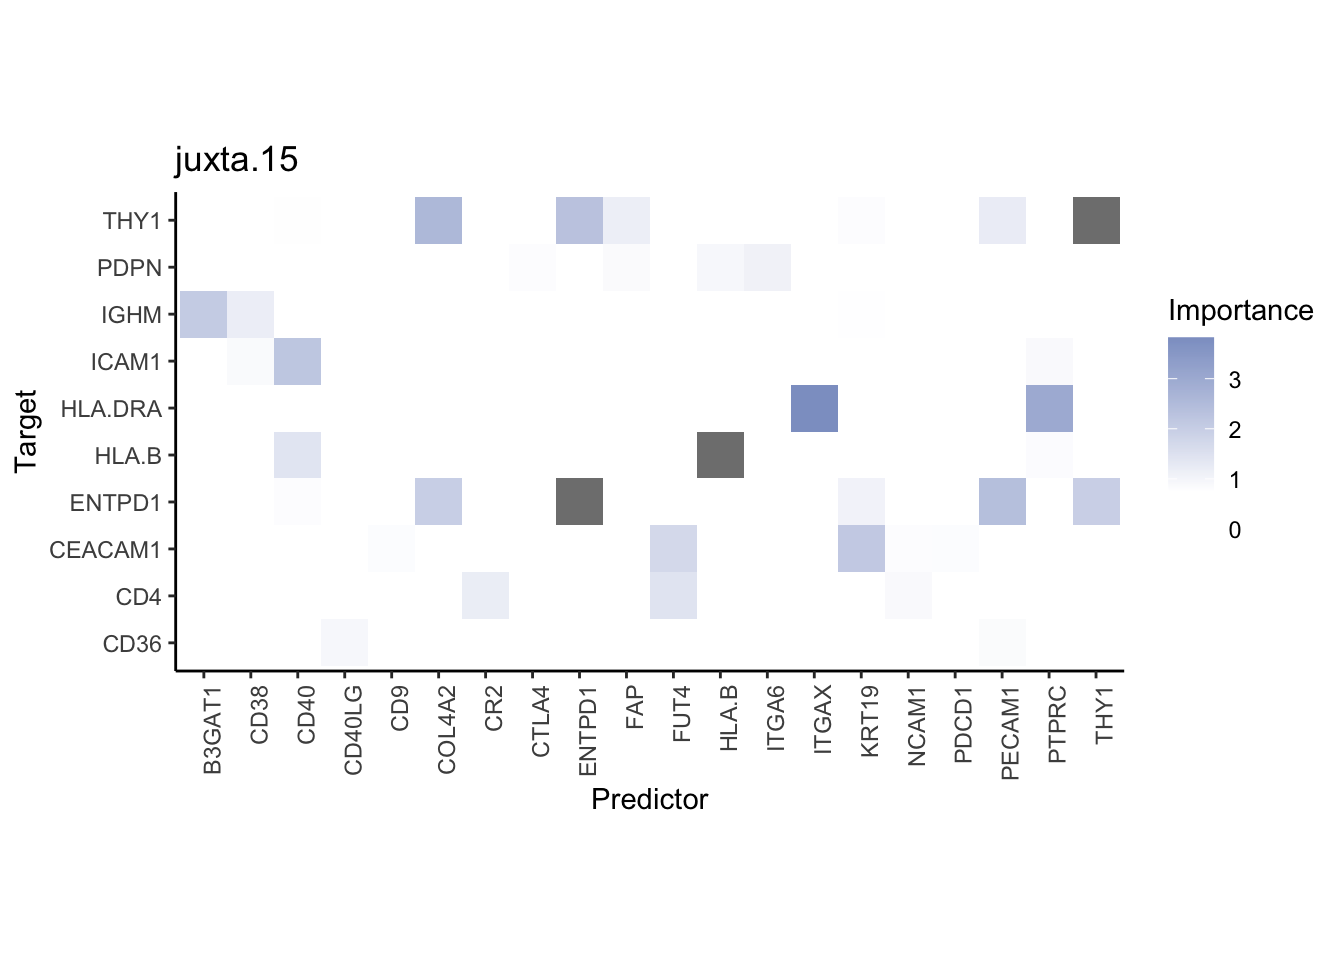 juxta.15
Target
THY1
PDPN
IGHM
ICAM1
HLA.DRA
HLA.B
ENTPD1
CEACAM1
CD4
CD36
B3GAT1
CD38
CD40
CD40LG
CD9
COL4A2
CR2
CTLA4
ENTPD1
FAP
FUT4
HLA.B
ITGA6
ITGAX
KRT19
NCAM1
PDCD1
PECAM1
PTPRC
THY1
Predictor
Importance
3
2
1
0